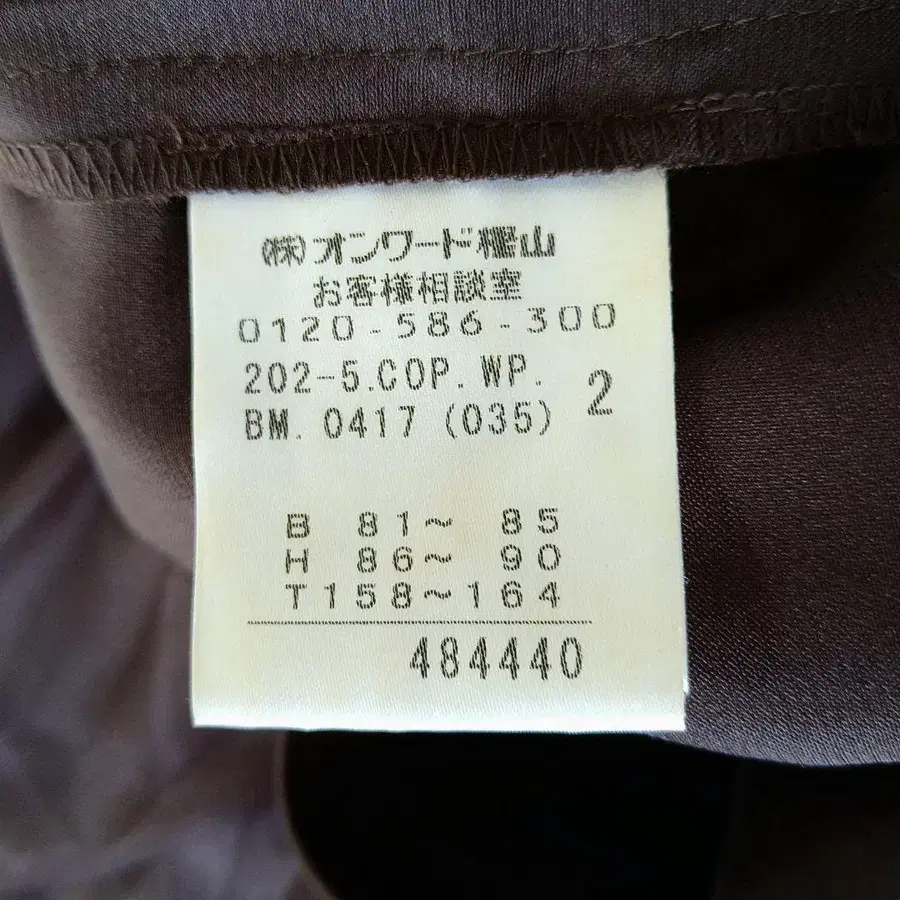 (株)オンワード樫山
お客様相談室
0120-586-300
202-5.COP.WP.
2
BM.0417(035)
B 81～ 85
H 86～ 90
T158～164
484440